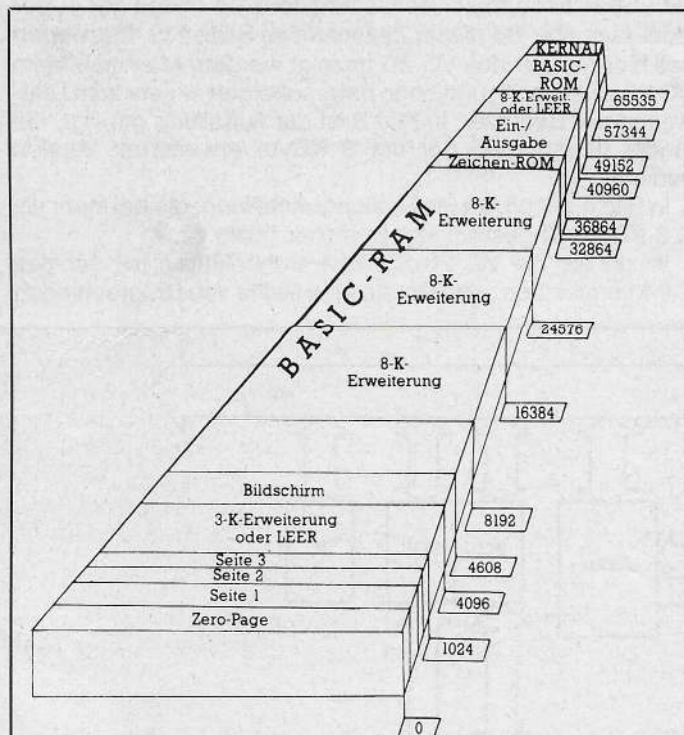 KERNAL
BASIC-
ROM
8-K-Erweit.
oder LEER
Ein-/
Ausgabe
Zeichen-ROM
8-K-
Erweiterung
8-K-
Erweiterung
8-K-
Erweiterung
BASIC RAM
Bildschirm
3-K-Erweiterung
oder LEER
Seite 3
Seite 2
Seite 1
Zero-Page
65535
57344
49152
40960
36864
32864
24576
16384
8192
4608
4096
1024
0